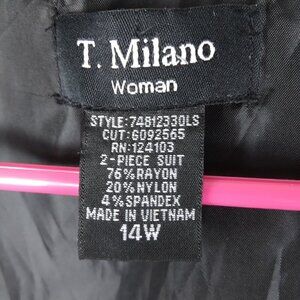 T. Milano
Woman
STYLE:74812330LS
CUT:6092565
RN:124103
2-PIECE SUIT
76%RAYON
20%NYLON
4%SPANDEX
MADE IN VIETNAM
14W